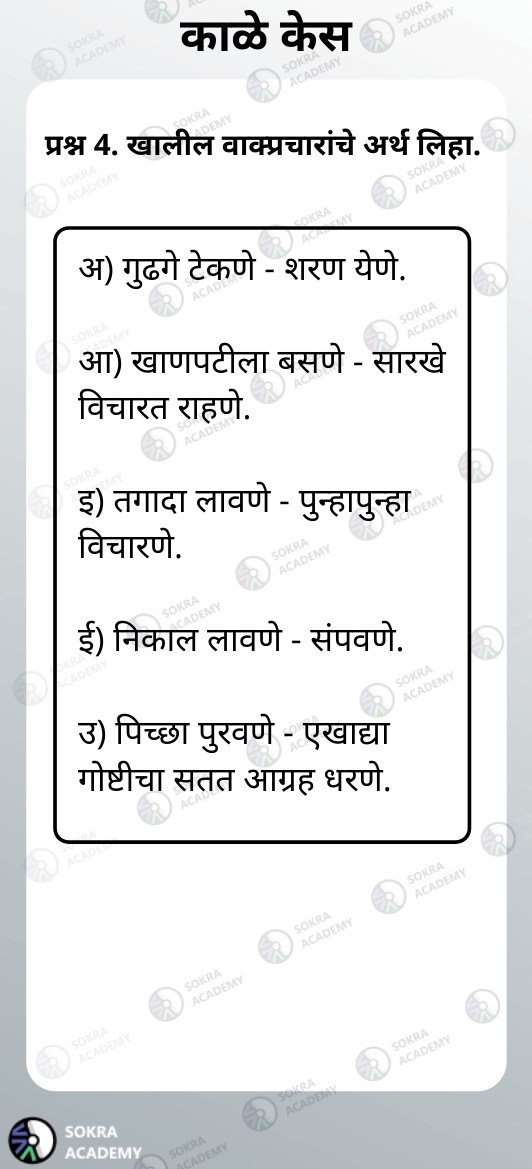 काळे केस
प्रश्न 4. खालील वाक्प्रचारांचे अर्थ लिहा.
अ) गुढगे टेकणे - शरण येणे.
आ) खाणपटीला बसणे - सारखे
विचारत राहणे.
इ) तगादा लावणे - पुन्हापुन्हा
विचारणे.
ई) निकाल लावणे - संपवणे.
उ) पिच्छा पुरवणे - एखाद्या
गोष्टीचा सतत आग्रह धरणे.
SOKRA
ACADEMY